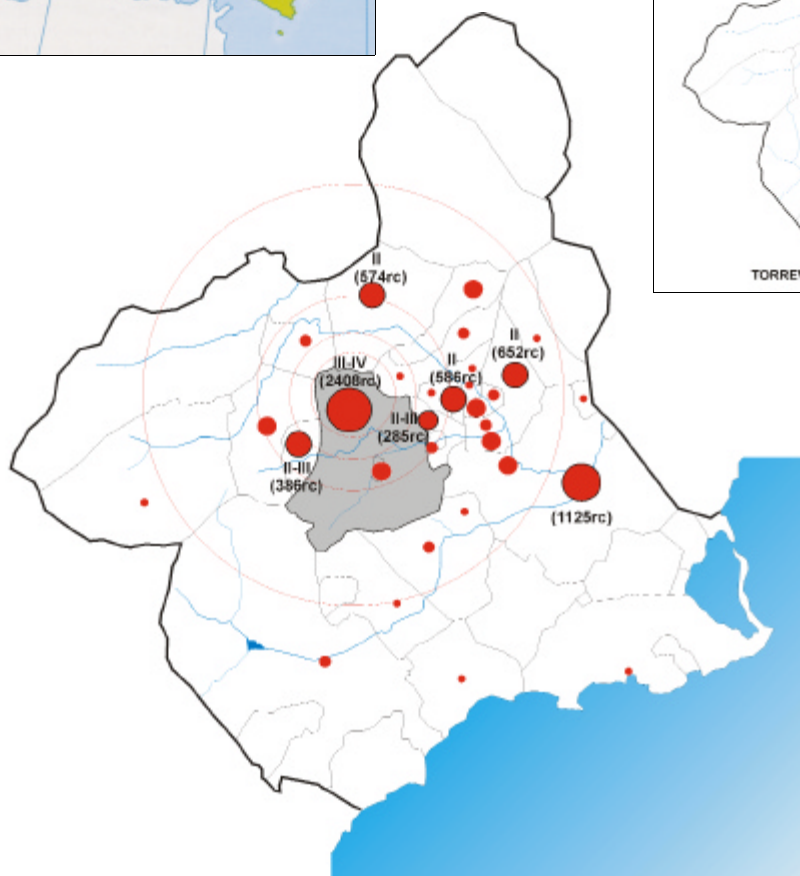 TORREV
II
(574rc)
II
(652rc)
III-IV
(2408rc)
II
(586rc)
II-III
(285rc)
II-III
(386rc)
(1125rc)